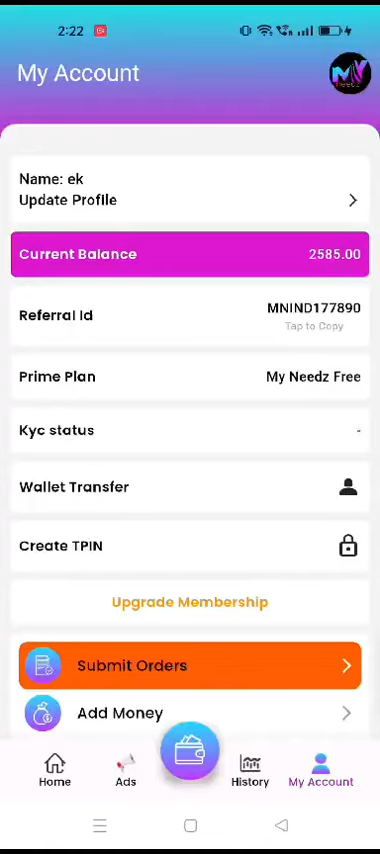 2:22
My Account
MY
needz
Name: ek
Update Profile
Current Balance 2585.00
Referral Id MNIND177890
Tap to Copy
Prime Plan My Needz Free
Kyc status -
Wallet Transfer
Create TPIN
Upgrade Membership
Submit Orders
Add Money
Home Ads History My Account